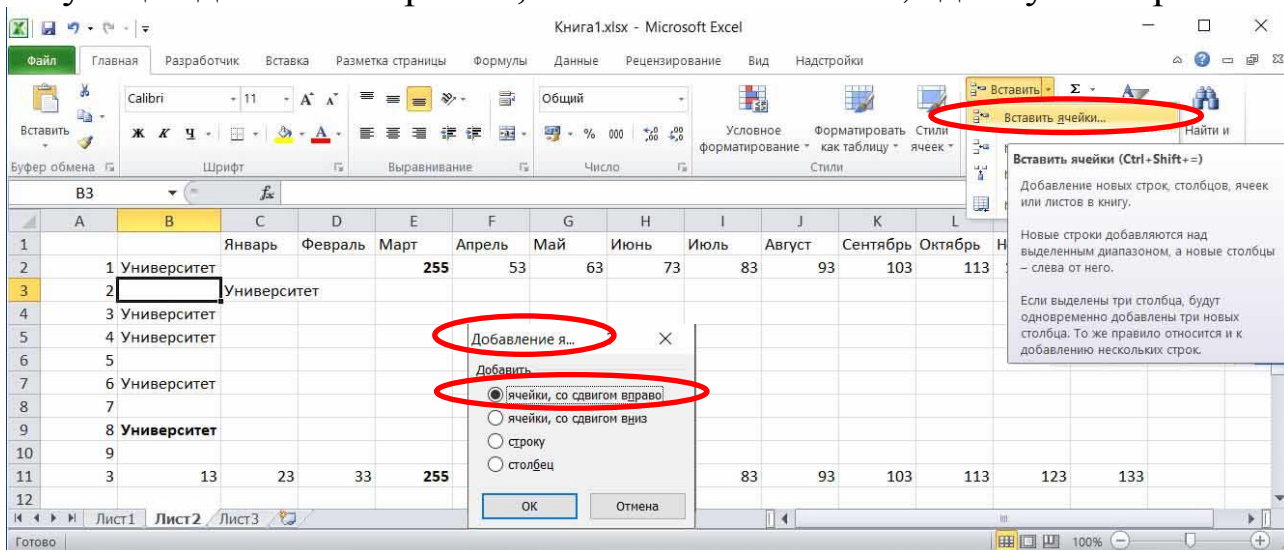 Книга1.xlsx - Microsoft Excel
Файл Главная Разработчик Вставка Разметка страницы Формулы Данные Рецензирование Вид Надстройки
Вставить
Calibri 11
Ж К Ч
Общий
% 000
Условное форматирование
Форматировать как таблицу
Стили ячеек
Вставить
Вставить ячейки...
Найти и
Буфер обмена Шрифт Выравнивание Число Стили
Вставить ячейки (Ctrl+Shift+=)
Добавление новых строк, столбцов, ячеек
или листов в книгу.
Новые строки добавляются над
выделенным диапазоном, а новые столбцы
– слева от него.
Если выделены три столбца, будут
одновременно добавлены три новых
столбца. То же правило относится и к
добавлению нескольких строк.
B3 fx
A B C D E F G H I J K L
1 Январь Февраль Март Апрель Май Июнь Июль Август Сентябрь Октябрь
2 1 Университет 255 53 63 73 83 93 103 113
3 2 Университет
4 3 Университет
5 4 Университет
6 5
7 6 Университет
8 7
9 8 Университет
10 9
11 3 13 23 33 255 83 93 103 113 123 133
12
Добавление я...
Добавить
ячейки, со сдвигом вправо
ячейки, со сдвигом вниз
строку
столбец
ОК Отмена
Лист1 Лист2 Лист3
Готово 100%